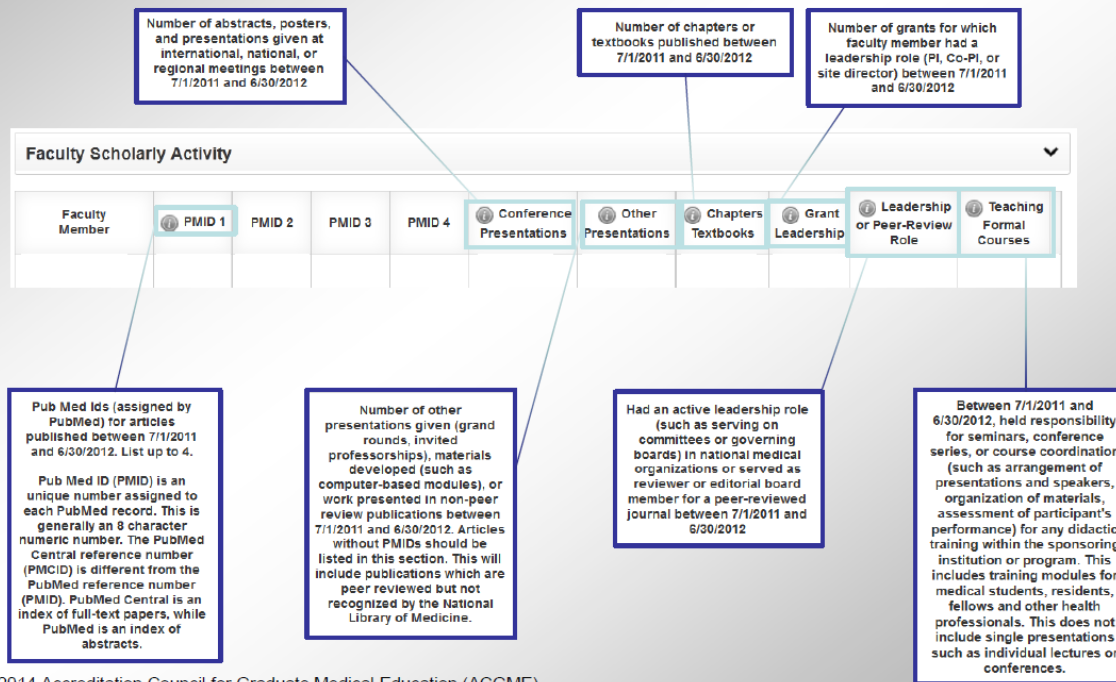 Number of abstracts, posters,
and presentations given at
international, national, or
regional meetings between
7/1/2011 and 6/30/2012
Number of chapters or
textbooks published between
7/1/2011 and 6/30/2012
Number of grants for which
faculty member had a
leadership role (PI, Co-PI, or
site director) between 7/1/2011
and 6/30/2012
Faculty Scholarly Activity
Faculty
Member
PMID 1
PMID 2
PMID 3
PMID 4
Conference
Presentations
Other
Presentations
Chapters
Textbooks
Grant
Leadership
Leadership
or Peer-Review
Role
Teaching
Formal
Courses
Pub Med Ids (assigned by
PubMed) for articles
published between 7/1/2011
and 6/30/2012. List up to 4.
Pub Med ID (PMID) is an
unique number assigned to
each PubMed record. This is
generally an 8 character
numeric number. The PubMed
Central reference number
(PMCID) is different from the
PubMed reference number
(PMID). PubMed Central is an
index of full-text papers, while
PubMed is an index of
abstracts.
Number of other
presentations given (grand
rounds, invited
professorships), materials
developed (such as
computer-based modules), or
work presented in non-peer
review publications between
7/1/2011 and 6/30/2012. Articles
without PMIDs should be
listed in this section. This will
include publications which are
peer reviewed but not
recognized by the National
Library of Medicine.
Had an active leadership role
(such as serving on
committees or governing
boards) in national medical
organizations or served as
reviewer or editorial board
member for a peer-reviewed
journal between 7/1/2011 and
6/30/2012
Between 7/1/2011 and
6/30/2012, held responsibility
for seminars, conference
series, or course coordination
(such as arrangement of
presentations and speakers,
organization of materials,
assessment of participant's
performance) for any didactic
training within the sponsoring
institution or program. This
includes training modules for
medical students, residents,
fellows and other health
professionals. This does not
include single presentations
such as individual lectures or
conferences.
2014 Accreditation Council for Graduate Medical Education (ACGME)